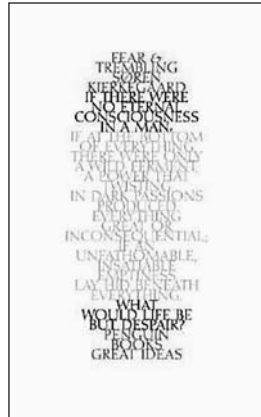 FEAR &
TREMBLING
SØREN
KIERKEGAARD
IF THERE WERE
NO ETERNAL
CONSCIOUSNESS
IN A MAN,
IF AT THE BOTTOM
OF EVERYTHING
THERE WERE ONLY
A WILD FERMENT,
A POWER THAT
TWISTING
IN DARK PASSIONS
PRODUCED
EVERYTHING
GREAT OR
INCONSEQUENTIAL;
IF AN
UNFATHOMABLE,
INSATIABLE
EMPTINESS
LAY HID BENEATH
EVERYTHING,
WHAT
WOULD LIFE BE
BUT DESPAIR?
PENGUIN
BOOKS
GREAT IDEAS